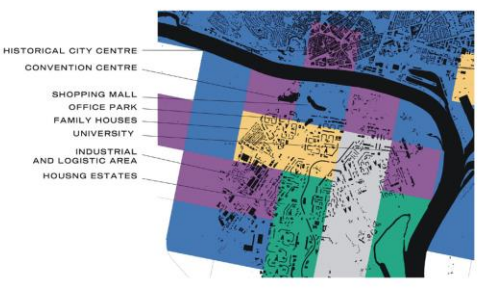 HISTORICAL CITY CENTRE
CONVENTION CENTRE
SHOPPING MALL
OFFICE PARK
FAMILY HOUSES
UNIVERSITY
INDUSTRIAL
AND LOGISTIC AREA
HOUSNG ESTATES